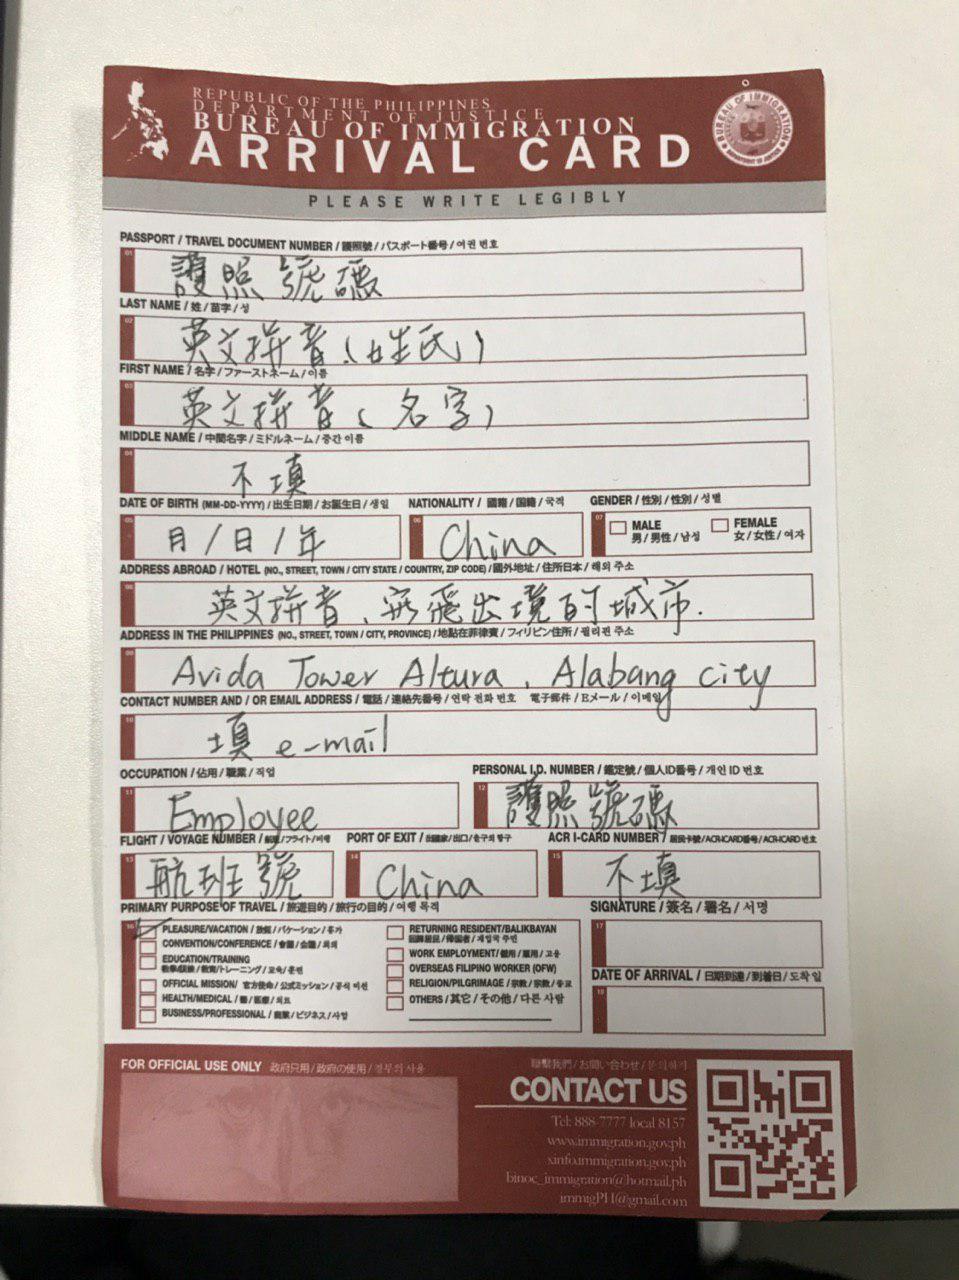 REPUBLIC OF THE PHILIPPINES
DEPARTMENT OF JUSTICE
BUREAU OF IMMIGRATION
ARRIVAL CARD
BUREAU OF IMMIGRATION
DEPARTMENT OF JUSTICE
PLEASE WRITE LEGIBLY
PASSPORT / TRAVEL DOCUMENT NUMBER / 護照號 / パスポート番号 / 여권 번호
01 護照號碼
LAST NAME / 姓 / 苗字 / 성
02 英文拼音(姓氏)
FIRST NAME / 名字 / ファーストネーム / 이름
03 英文拼音(名字)
MIDDLE NAME / 中間名字 / ミドルネーム / 중간 이름
04 不填
DATE OF BIRTH (MM-DD-YYYY) / 出生日期 / お誕生日 / 생일 NATIONALITY / 國籍 / 国籍 / 국적 GENDER / 性別 / 性別 / 성별
05 月/日/年 06 China 07 MALE 男 / 男性 / 남성 FEMALE 女 / 女性 / 여자
ADDRESS ABROAD / HOTEL (NO., STREET, TOWN / CITY STATE / COUNTRY, ZIP CODE) / 國外地址 / 住所日本 / 해외 주소
08 英文拼音, 飛出境的城市.
ADDRESS IN THE PHILIPPINES (NO., STREET, TOWN / CITY, PROVINCE) / 地點在菲律賓 / フィリピン住所 / 필리핀 주소
09 Avida Tower Altura, Alabang city
CONTACT NUMBER AND / OR EMAIL ADDRESS / 電話 / 連絡先番号 / 연락 전화 번호 電子郵件 / Eメール / 이메일
10 填 e-mail
OCCUPATION / 佔用 / 職業 / 직업 PERSONAL I.D. NUMBER / 鑑定號 / 個人ID番号 / 개인 ID 번호
11 Employee 12 護照號碼
FLIGHT / VOYAGE NUMBER / フライト / 비행 PORT OF EXIT / 出國家 / 出口 / 출구의 항구 ACR I-CARD NUMBER / 居民卡號 / ACR-ICARD番号 / ACR-ICARD 번호
13 航班號 14 China 15 不填
PRIMARY PURPOSE OF TRAVEL / 旅遊目的 / 旅行の目的 / 여행 목적 SIGNATURE / 簽名 / 署名 / 서명
16 PLEASURE/VACATION / 放鬆 / バケーション / 휴가 RETURNING RESIDENT/BALIKBAYAN 17
回歸居民 / 帰国者 / 재입국 주민
CONVENTION/CONFERENCE / 會議 / 会議 / 회의 WORK EMPLOYMENT/僱用 / 雇用 / 고용
EDUCATION/TRAINING OVERSEAS FILIPINO WORKER (OFW)
教學/訓練 / 教育/トレーニング / 교육/훈련
OFFICIAL MISSION/ 官方使命 / 公式ミッション / 공식 미션 RELIGION/PILGRIMAGE / 宗教 / 宗教 / 종교 DATE OF ARRIVAL / 日期到達 / 到着日 / 도착 일
HEALTH/MEDICAL / 醫 / 医療 / 의료 OTHERS / 其它 / その他 / 다른 사람 18
BUSINESS/PROFESSIONAL / 商業 / ビジネス / 사업
FOR OFFICIAL USE ONLY 政府只用 / 政府の使用 / 정부의 사용 聯繫我們 / お問い合わせ / 문의하기
CONTACT US
Tel: 888-7777 local 8157
www.immigration.gov.ph
xinfo.immigration.gov.ph
binoc_immigration@hotmail.ph
immigPH@gmail.com